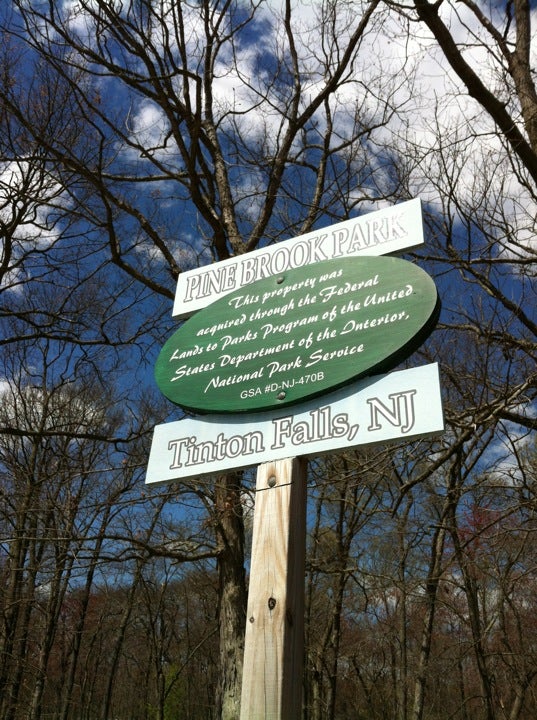 PINE BROOK PARK
This property was
acquired through the Federal
Lands to Parks Program of the United
States Department of the Interior,
National Park Service
GSA #D-NJ-470B
Tinton Falls, NJ